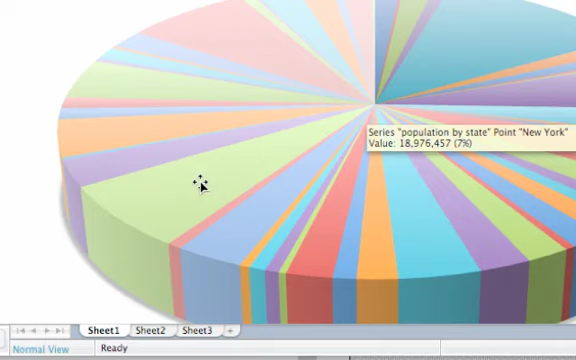 Series "population by state" Point "New York"
Value: 18,976,457 (7%)
Sheet1 Sheet2 Sheet3 +
Normal View Ready